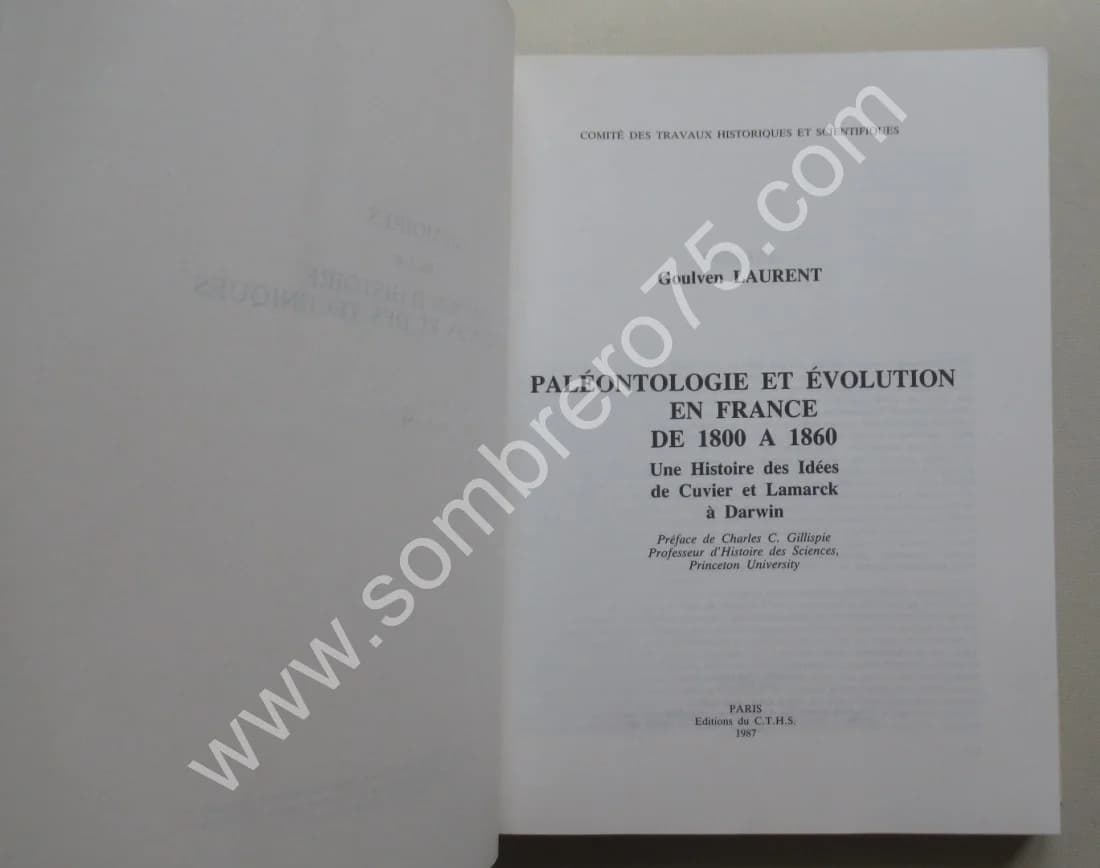 COMITÉ DES TRAVAUX HISTORIQUES ET SCIENTIFIQUES
Goulven LAURENT
PALÉONTOLOGIE ET ÉVOLUTION
EN FRANCE
DE 1800 A 1860
Une Histoire des Idées
de Cuvier et Lamarck
à Darwin
Préface de Charles C. Gillispie
Professeur d'Histoire des Sciences,
Princeton University
PARIS
Editions du C.T.H.S.
1987
www.sombrero75.com